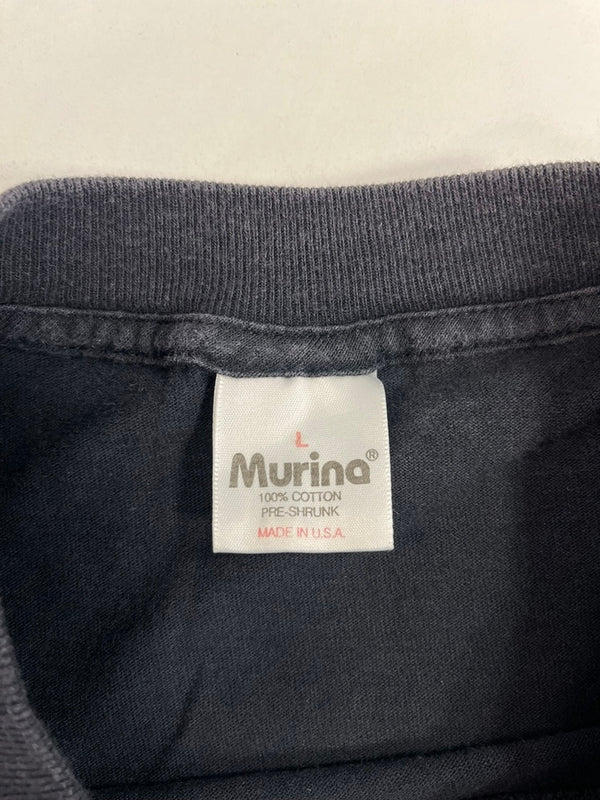 L
Murina®
100% COTTON
PRE-SHRUNK
MADE IN U.S.A.